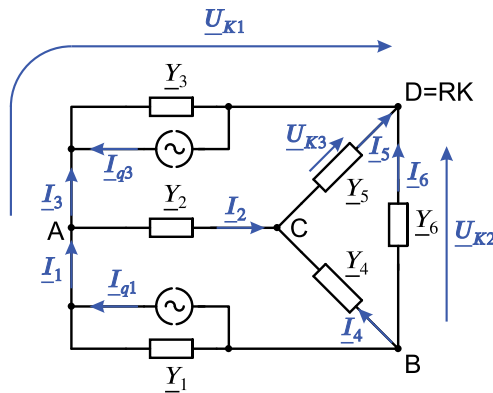 U_K1
Y_3
D=RK
I_q3
U_K3
I_5
I_6
I_3
Y_2
Y_5
A
I_2
C
Y_6
U_K2
I_1
I_q1
Y_4
I_4
Y_1
B